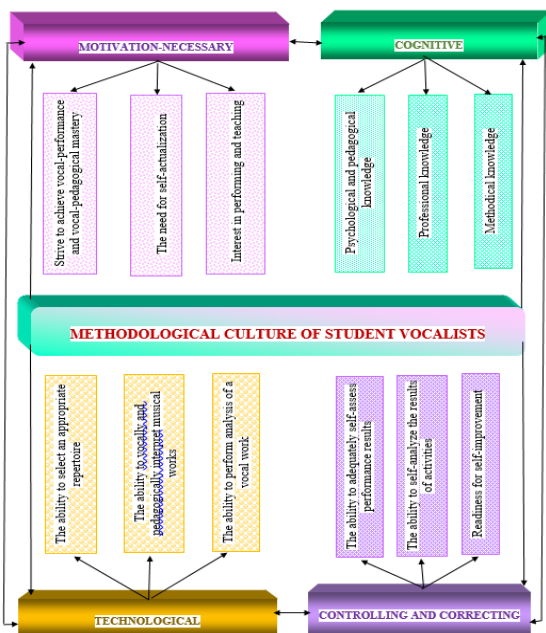 MOTIVATION-NECESSARY
COGNITIVE
Strive to achieve vocal-performance
and vocal-pedagogical mastery
The need for self-actualization
Interest in performing and teaching
Psychological and pedagogical
knowledge
Professional knowledge
Methodical knowledge
METHODOLOGICAL CULTURE OF STUDENT VOCALISTS
The ability to select an appropriate
repertoire
The ability to vocally and
pedagogically interpret musical
works
The ability to perform analysis of a
vocal work
The ability to adequately self-assess
performance results
The ability to self-analyze the results
of activities
Readiness for self-improvement
TECHNOLOGICAL
CONTROLLING AND CORRECTING